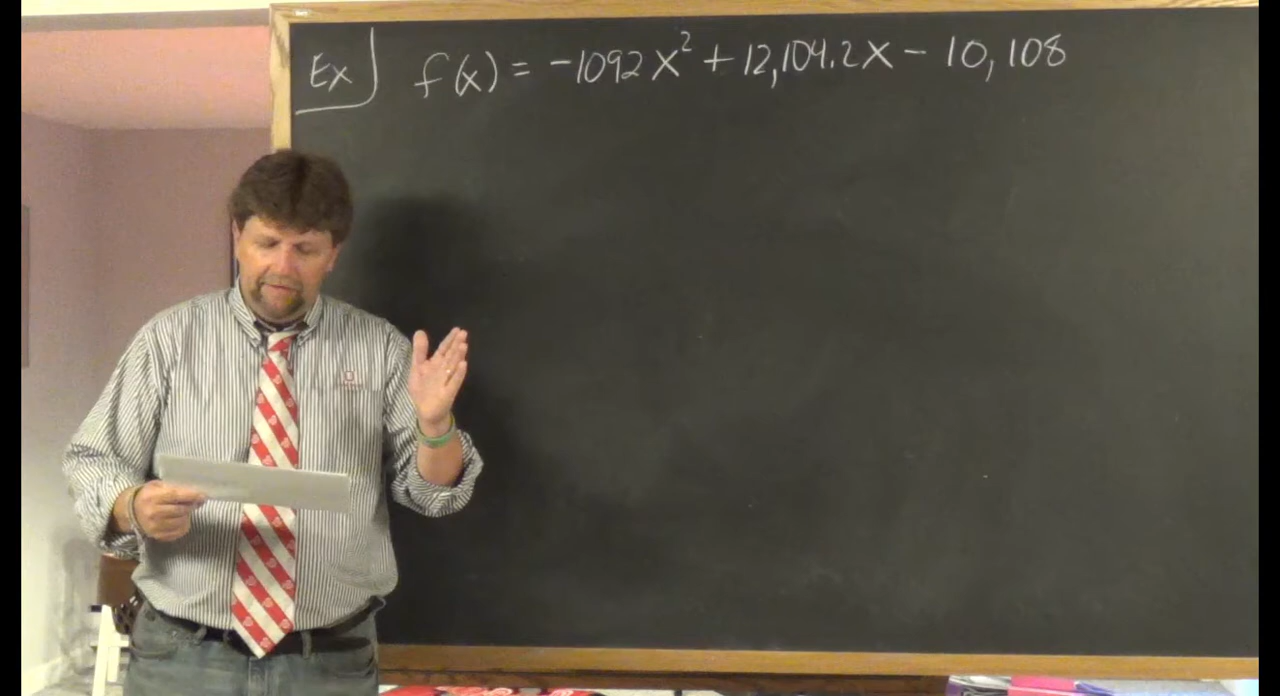 Ex f(x) = -1092x² + 12,104.2x - 10,108